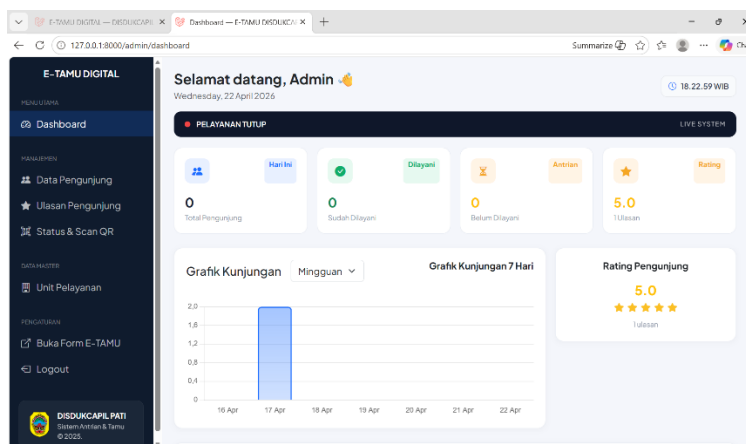 E-TAMU DIGITAL — DISDUKCAPIL
Dashboard — E-TAMU DISDUKCA
127.0.0.1:8000/admin/dashboard
Summarize
E-TAMU DIGITAL
MENU UTAMA
Dashboard
MANAJEMEN
Data Pengunjung
Ulasan Pengunjung
Status & Scan QR
DATA MASTER
Unit Pelayanan
PENGATURAN
Buka Form E-TAMU
Logout
DISDUKCAPIL PATI
Sistem Antrian & Tamu
© 2025.
Selamat datang, Admin 👋
Wednesday, 22 April 2026
18.22.59 WIB
PELAYANAN TUTUP
LIVE SYSTEM
Hari Ini
0
Total Pengunjung
Dilayani
0
Sudah Dilayani
Antrian
0
Belum Dilayani
Rating
5.0
1 Ulasan
Grafik Kunjungan
Mingguan
Grafik Kunjungan 7 Hari
2,0
1,6
1,2
0,8
0,4
0
16 Apr 17 Apr 18 Apr 19 Apr 20 Apr 21 Apr 22 Apr
Rating Pengunjung
5.0
★★★★★
1 ulasan